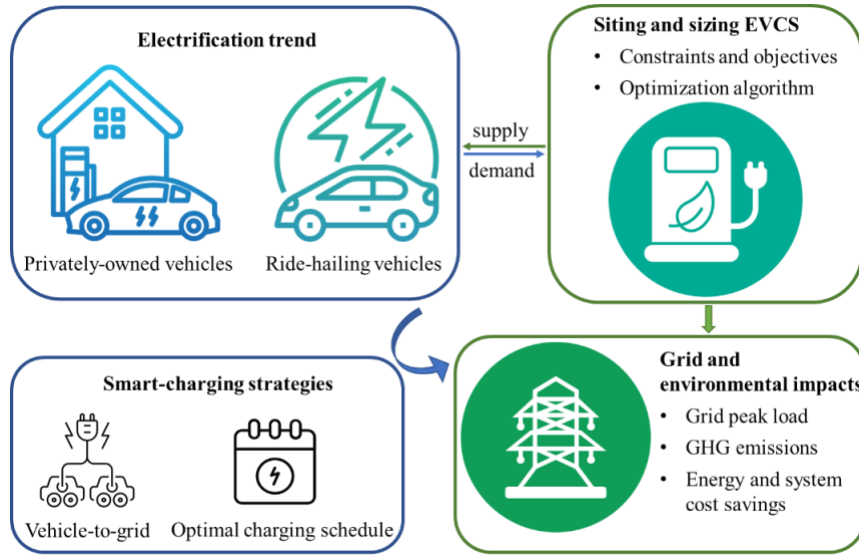 Electrification trend
Privately-owned vehicles
Ride-hailing vehicles
supply
demand
Siting and sizing EVCS
• Constraints and objectives
• Optimization algorithm
Smart-charging strategies
Vehicle-to-grid
Optimal charging schedule
Grid and
environmental impacts
• Grid peak load
• GHG emissions
• Energy and system
cost savings